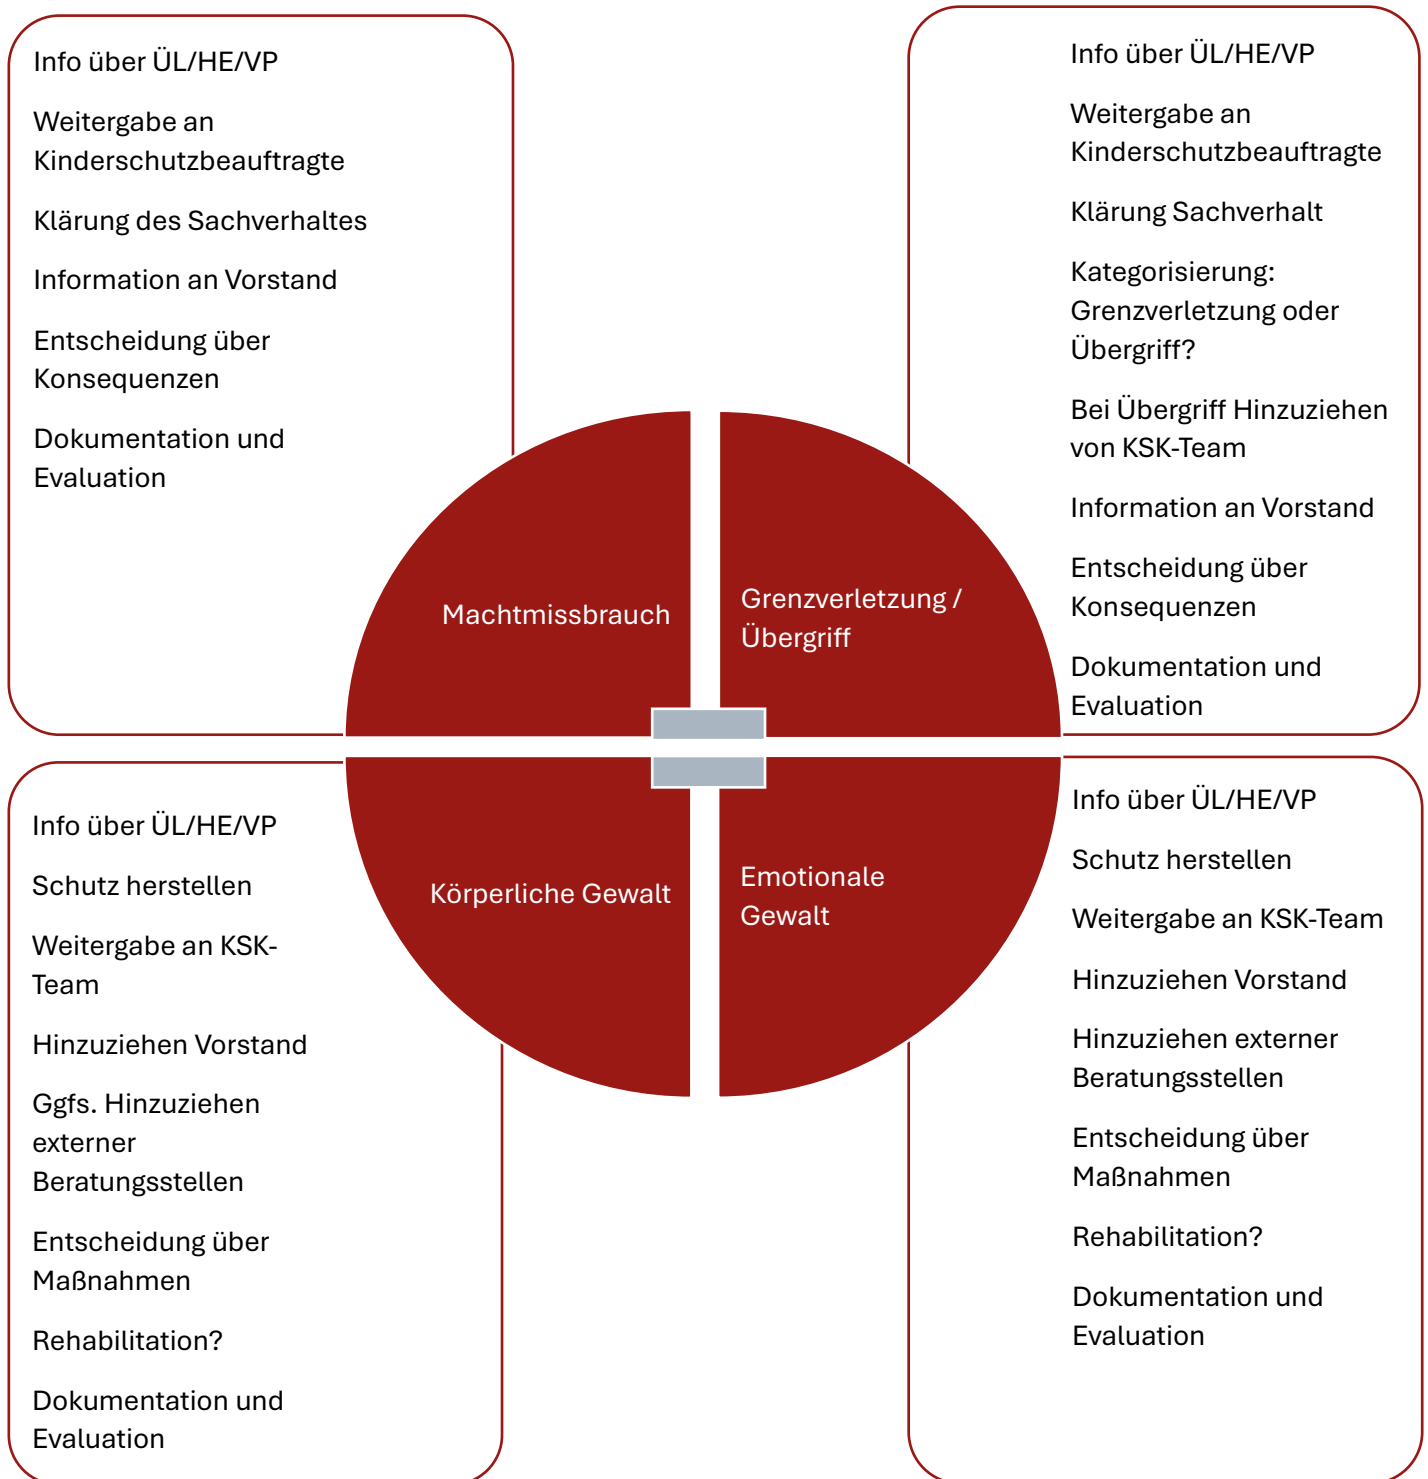 Info über ÜL/HE/VP
Weitergabe an
Kinderschutzbeauftragte
Klärung des Sachverhaltes
Information an Vorstand
Entscheidung über
Konsequenzen
Dokumentation und
Evaluation
Machtmissbrauch
Info über ÜL/HE/VP
Weitergabe an
Kinderschutzbeauftragte
Klärung Sachverhalt
Kategorisierung:
Grenzverletzung oder
Übergriff?
Bei Übergriff Hinzuziehen
von KSK-Team
Information an Vorstand
Entscheidung über
Konsequenzen
Dokumentation und
Evaluation
Grenzverletzung /
Übergriff
Info über ÜL/HE/VP
Schutz herstellen
Weitergabe an KSK-
Team
Hinzuziehen Vorstand
Ggfs. Hinzuziehen
externer
Beratungsstellen
Entscheidung über
Maßnahmen
Rehabilitation?
Dokumentation und
Evaluation
Körperliche Gewalt
Info über ÜL/HE/VP
Schutz herstellen
Weitergabe an KSK-Team
Hinzuziehen Vorstand
Hinzuziehen externer
Beratungsstellen
Entscheidung über
Maßnahmen
Rehabilitation?
Dokumentation und
Evaluation
Emotionale
Gewalt